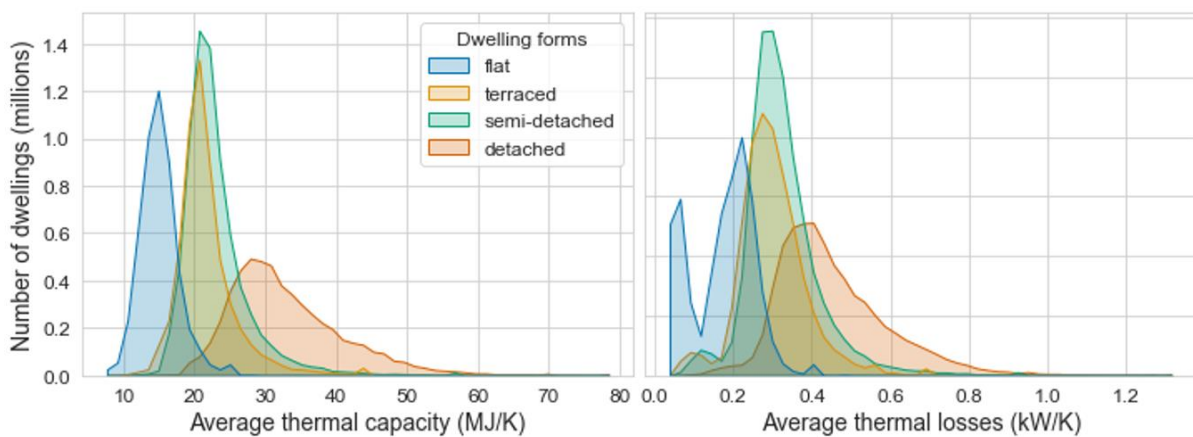 Number of dwellings (millions)
1.4
1.2
1.0
0.8
0.6
0.4
0.2
0.0
Dwelling forms
flat
terraced
semi-detached
detached
10 20 30 40 50 60 70 80
Average thermal capacity (MJ/K)
0.0 0.2 0.4 0.6 0.8 1.0 1.2
Average thermal losses (kW/K)